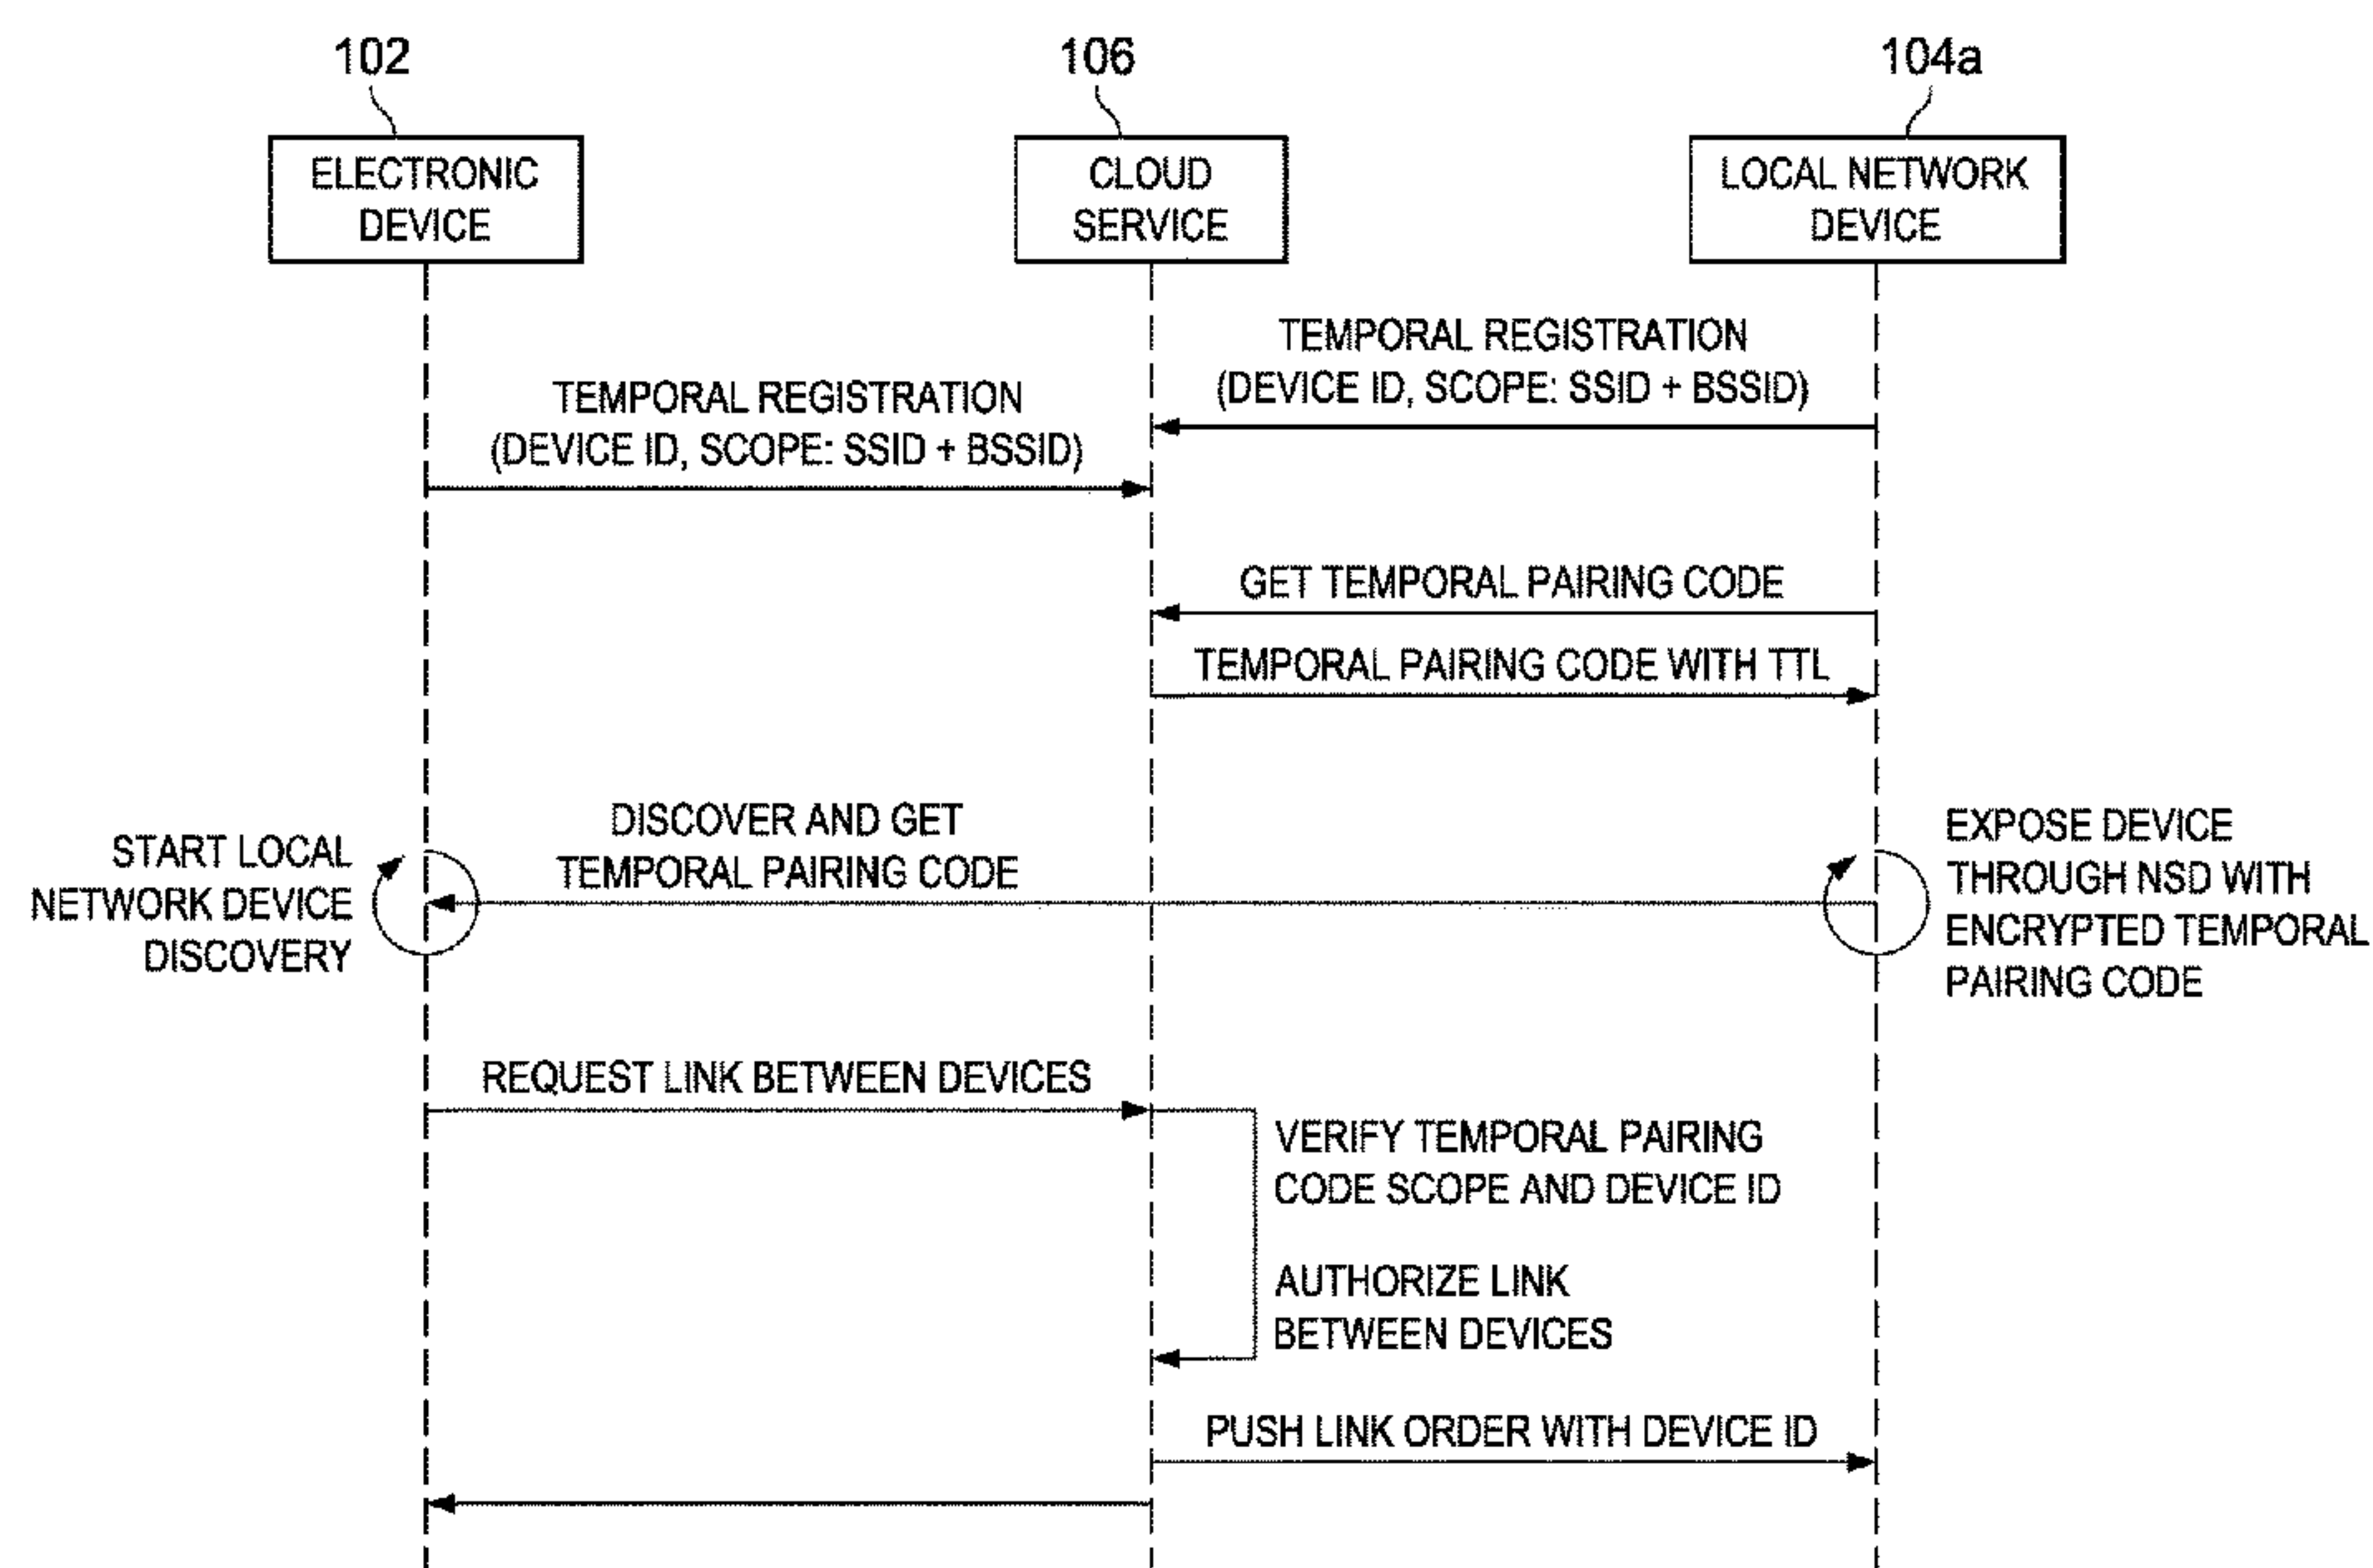 102
106
104a
ELECTRONIC
DEVICE
CLOUD
SERVICE
LOCAL NETWORK
DEVICE
TEMPORAL REGISTRATION
(DEVICE ID, SCOPE: SSID + BSSID)
TEMPORAL REGISTRATION
(DEVICE ID, SCOPE: SSID + BSSID)
GET TEMPORAL PAIRING CODE
TEMPORAL PAIRING CODE WITH TTL
START LOCAL
NETWORK DEVICE
DISCOVERY
DISCOVER AND GET
TEMPORAL PAIRING CODE
EXPOSE DEVICE
THROUGH NSD WITH
ENCRYPTED TEMPORAL
PAIRING CODE
REQUEST LINK BETWEEN DEVICES
VERIFY TEMPORAL PAIRING
CODE SCOPE AND DEVICE ID
AUTHORIZE LINK
BETWEEN DEVICES
PUSH LINK ORDER WITH DEVICE ID